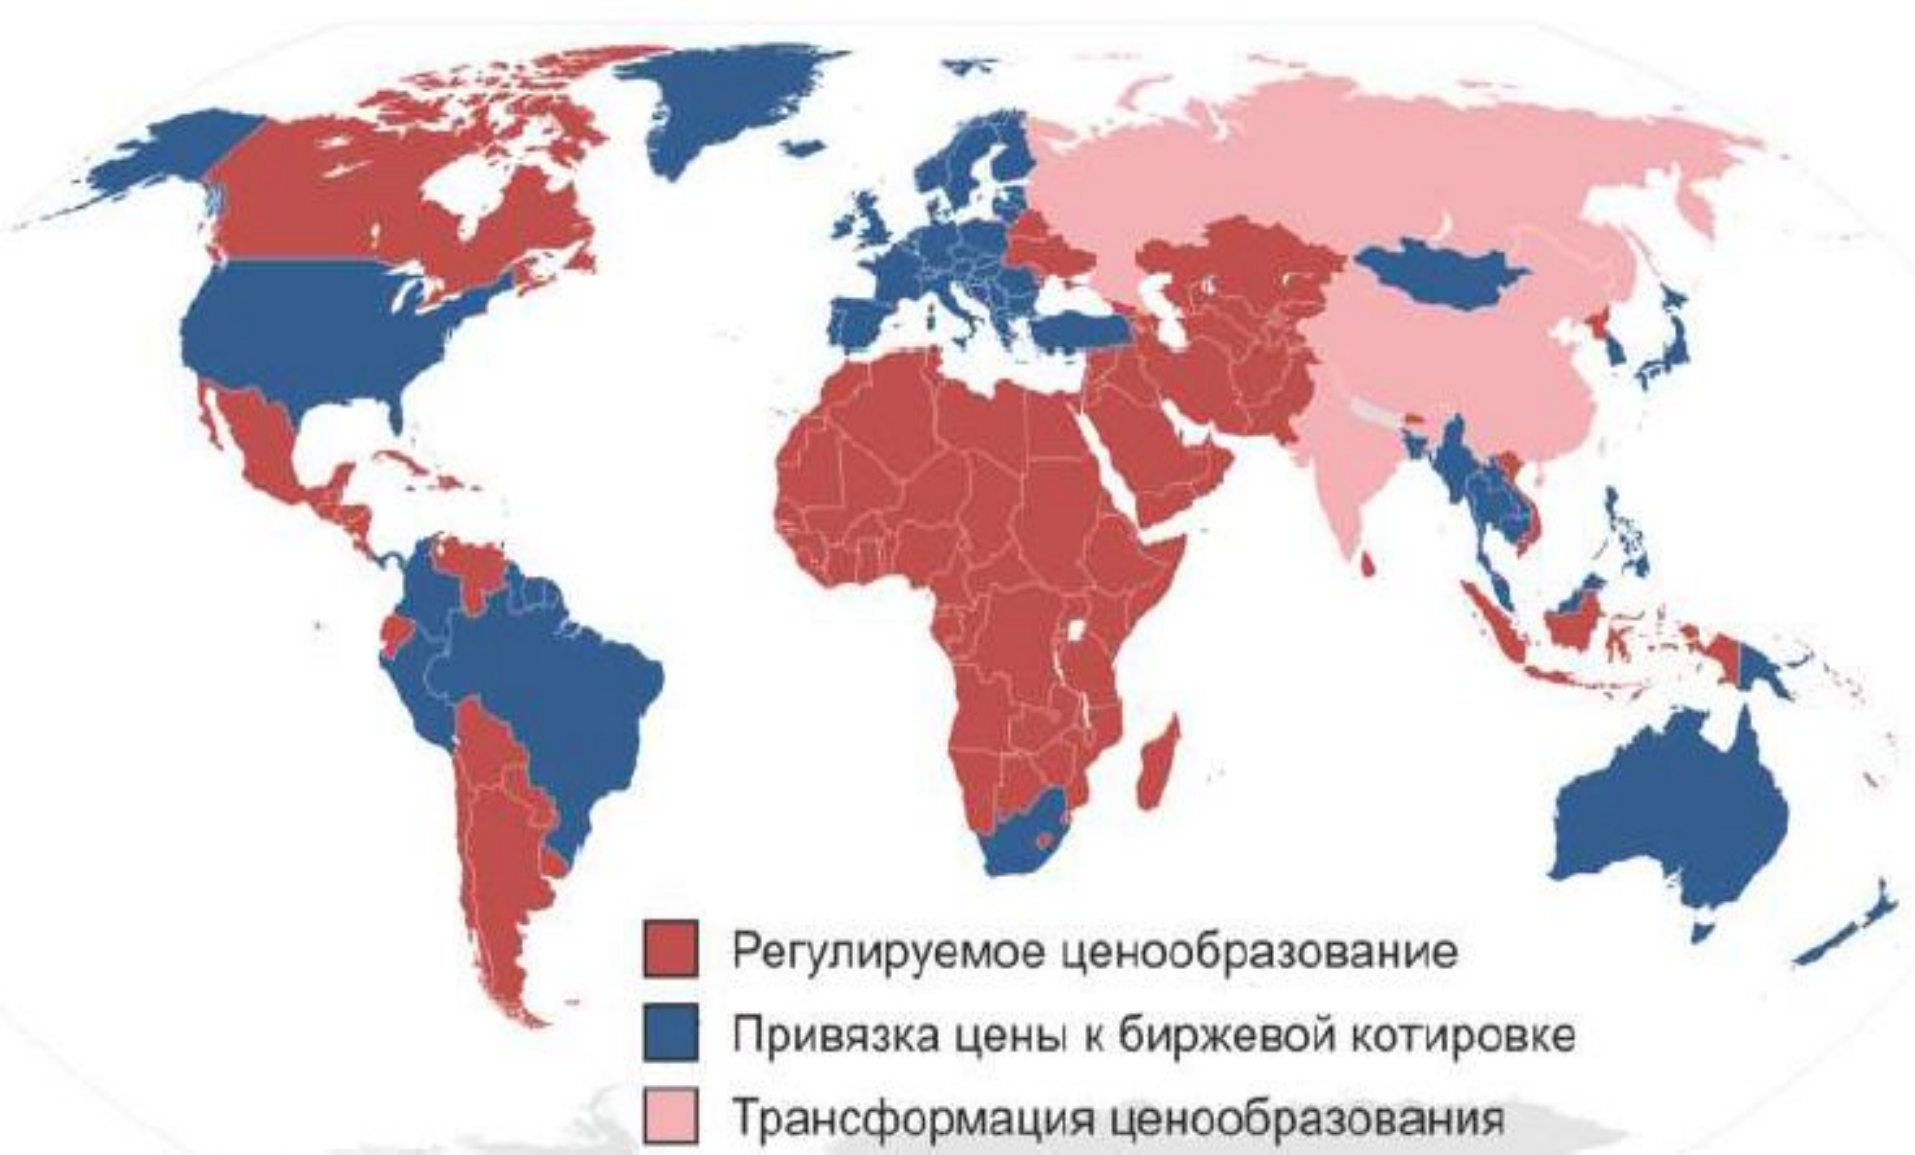 Регулируемое ценообразование
Привязка цены к биржевой котировке
Трансформация ценообразования